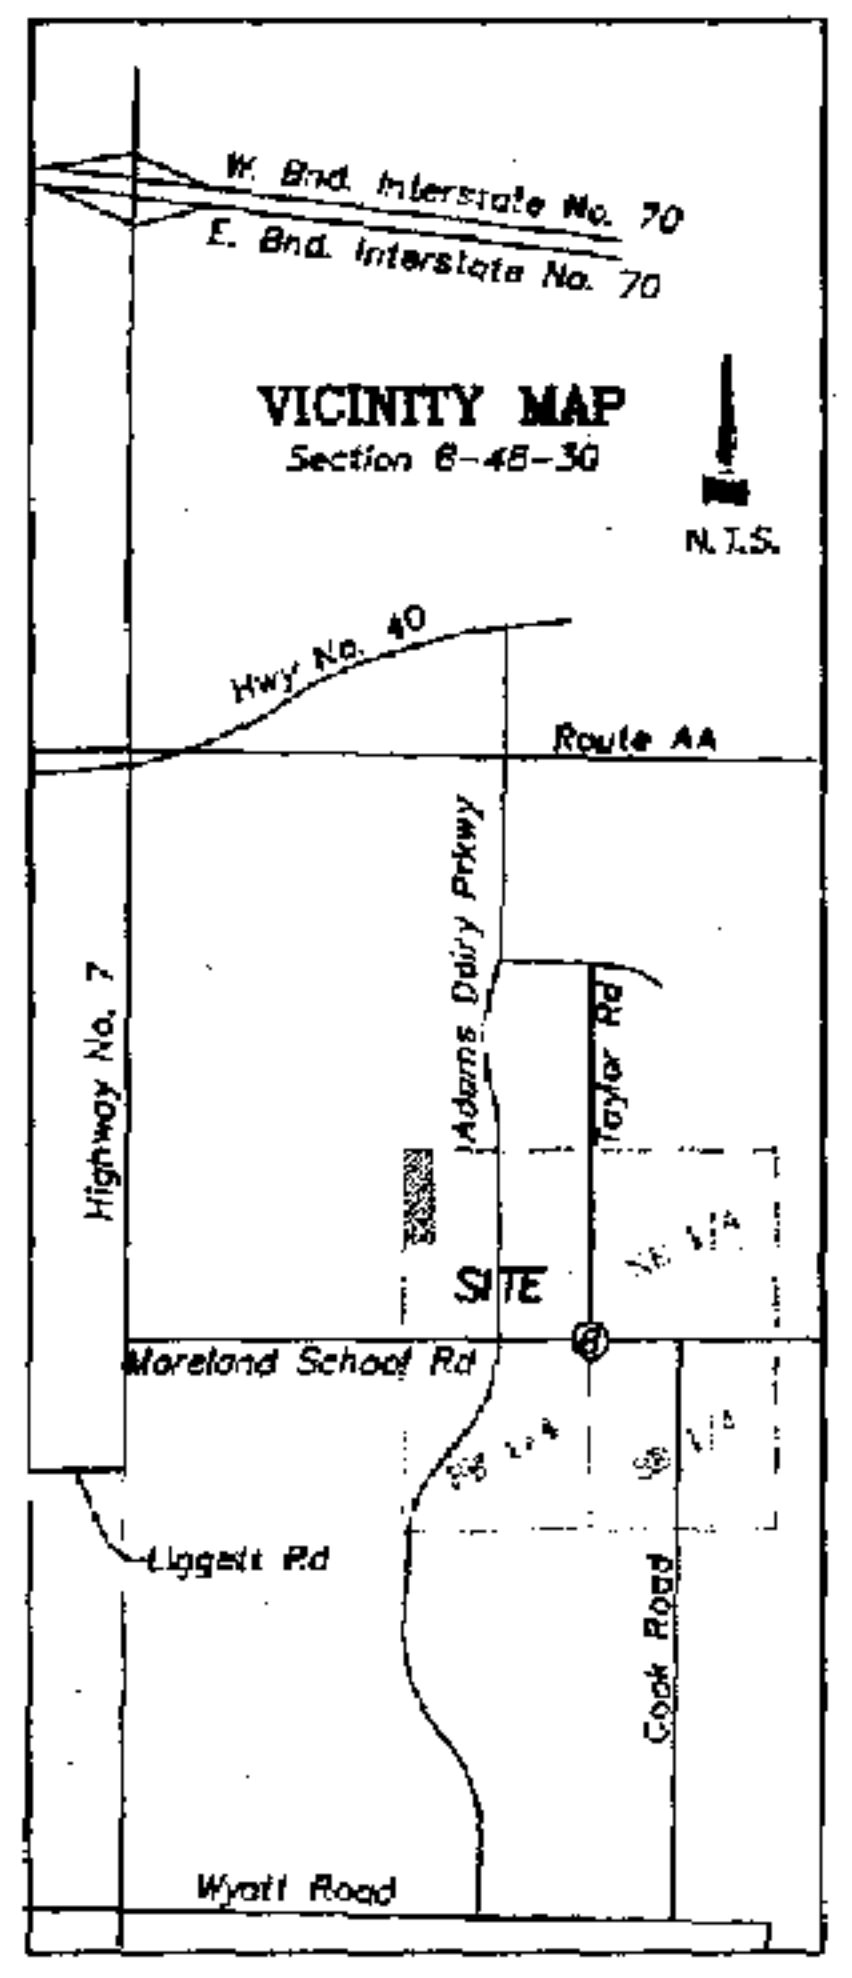 W. Bnd. Interstate No. 70
E. Bnd. Interstate No. 70
VICINITY MAP
Section 6-48-30
N.T.S.
Hwy No. 40
Route AA
Adams Dairy Prkwy
Highway No. 7
Taylor Rd
NE 1/4
SITE
6
Moreland School Rd
1/4
1/4
Liggett Rd
Cook Road
Wyatt Road